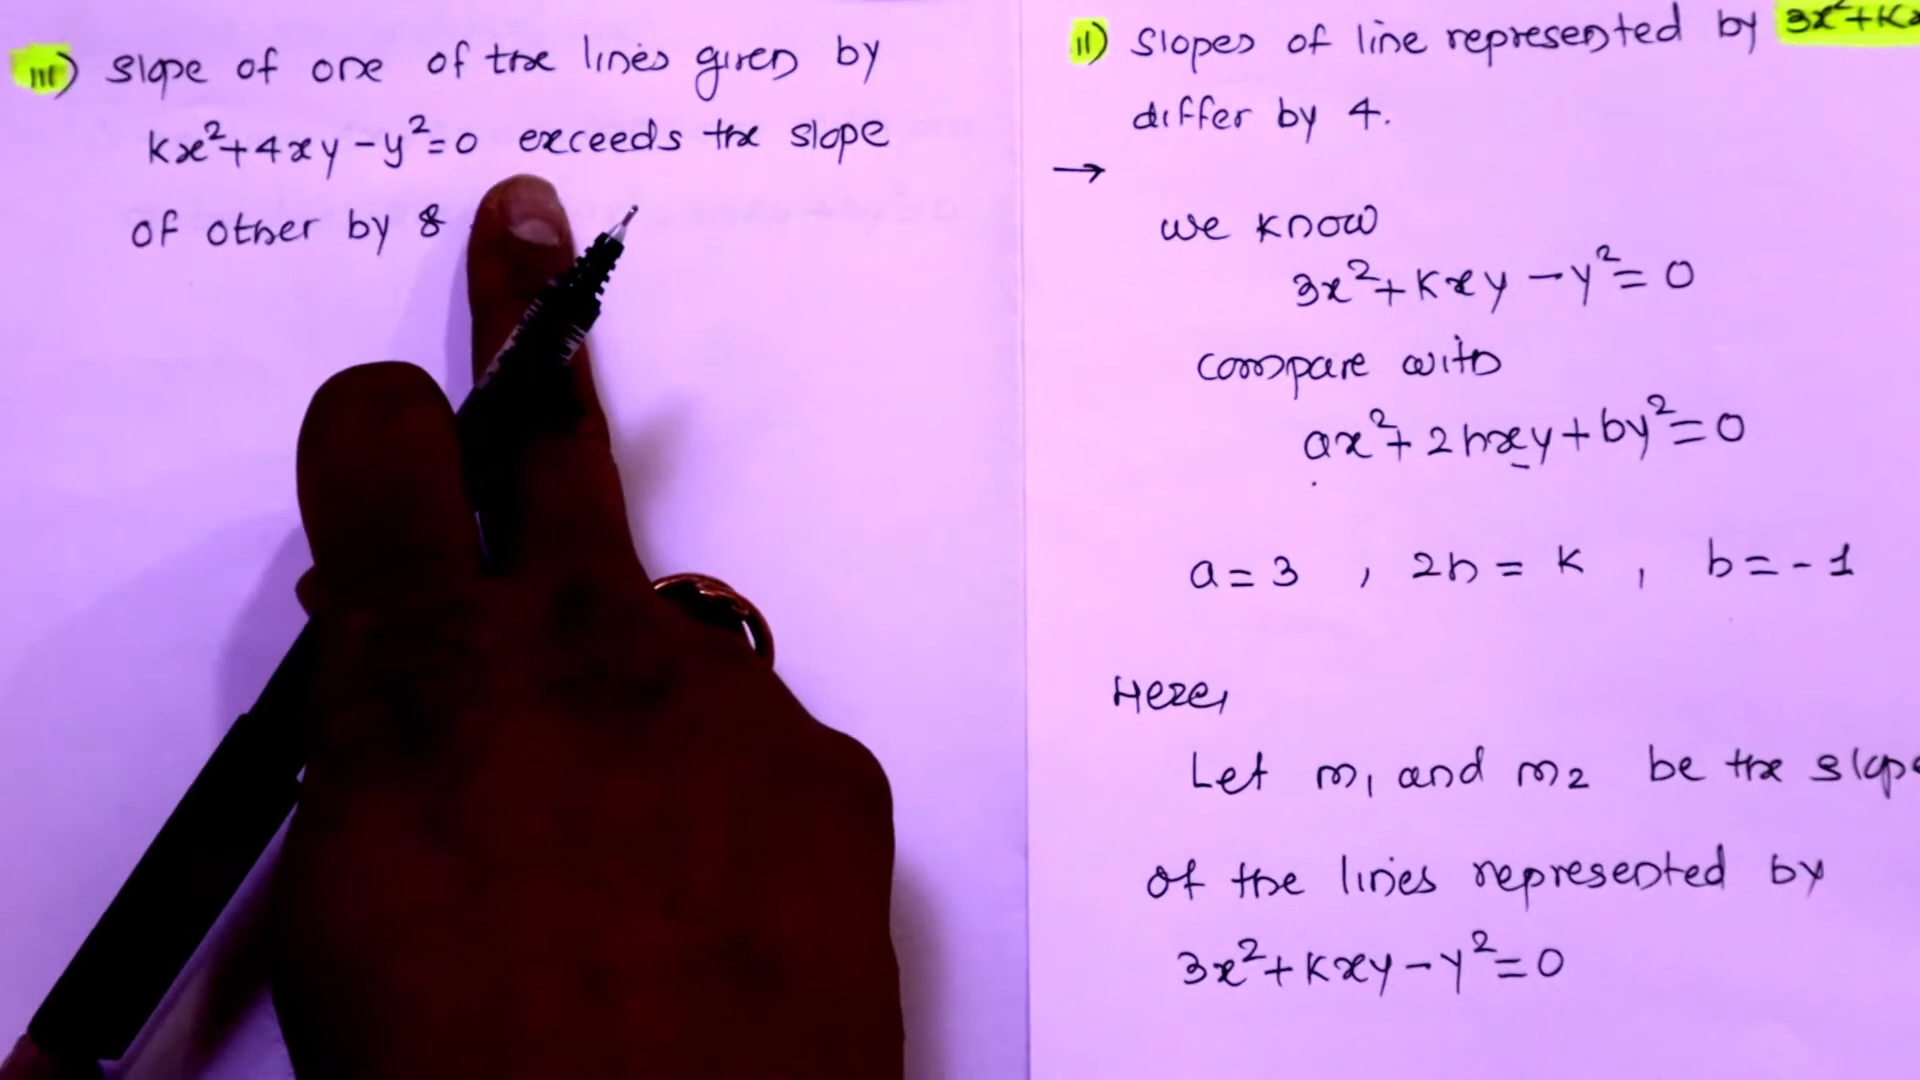 iii) slope of one of the lines given by
kx²+4xy-y²=0 exceeds the slope
of other by 8
ii) slopes of line represented by 3x²+k
differ by 4.
→
we know
3x²+kxy-y²=0
compare with
ax²+2hxy+by²=0
a=3 , 2h=k , b=-1
Here,
Let m₁ and m₂ be the slope
of the lines represented by
3x²+kxy-y²=0